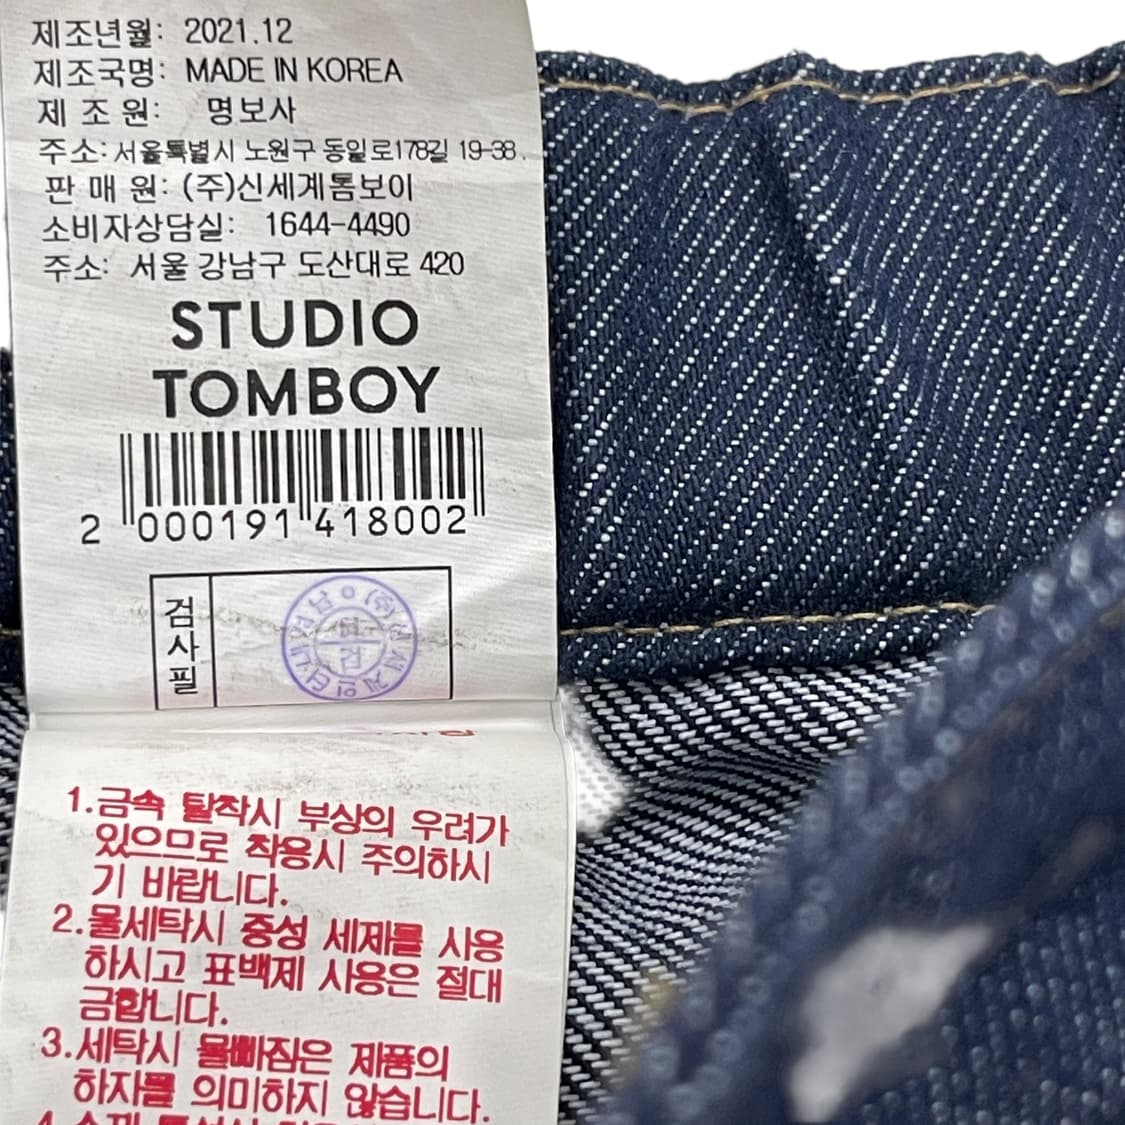 제조년월: 2021.12
제조국명: MADE IN KOREA
제 조 원: 명보사
주소: 서울특별시 노원구 동일로178길 19-38.
판 매 원: (주)신세계톰보이
소비자상담실: 1644-4490
주소: 서울 강남구 도산대로 420
STUDIO
TOMBOY
2 000191 418002
검사필
1.금속 탈착시 부상의 우려가
있으므로 착용시 주의하시
기 바랍니다.
2.물세탁시 중성 세제를 사용
하시고 표백제 사용은 절대
금합니다.
3.세탁시 물빠짐은 제품의
하자를 의미하지 않습니다.